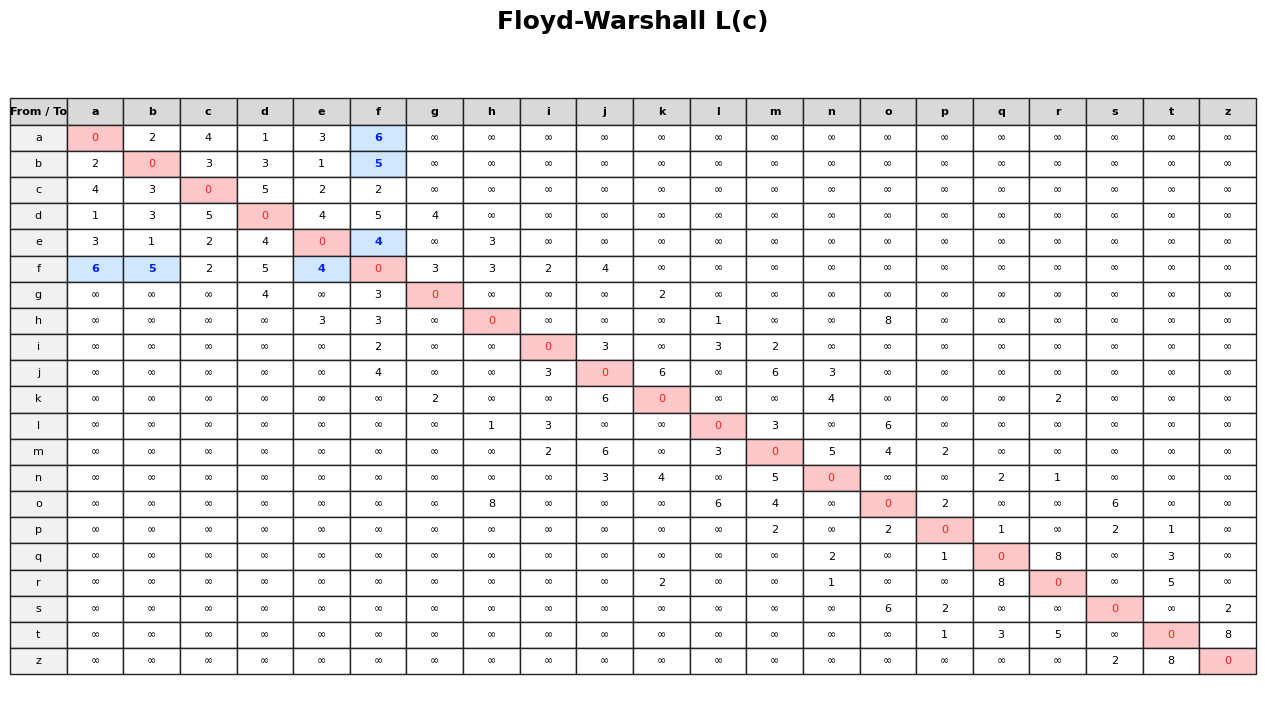 Floyd-Warshall L(c)
From / To a b c d e f g h i j k l m n o p q r s t z
a 0 2 4 1 3 6 ∞ ∞ ∞ ∞ ∞ ∞ ∞ ∞ ∞ ∞ ∞ ∞ ∞ ∞ ∞
b 2 0 3 3 1 5 ∞ ∞ ∞ ∞ ∞ ∞ ∞ ∞ ∞ ∞ ∞ ∞ ∞ ∞ ∞
c 4 3 0 5 2 2 ∞ ∞ ∞ ∞ ∞ ∞ ∞ ∞ ∞ ∞ ∞ ∞ ∞ ∞ ∞
d 1 3 5 0 4 5 4 ∞ ∞ ∞ ∞ ∞ ∞ ∞ ∞ ∞ ∞ ∞ ∞ ∞ ∞
e 3 1 2 4 0 4 ∞ 3 ∞ ∞ ∞ ∞ ∞ ∞ ∞ ∞ ∞ ∞ ∞ ∞ ∞
f 6 5 2 5 4 0 3 3 2 4 ∞ ∞ ∞ ∞ ∞ ∞ ∞ ∞ ∞ ∞ ∞
g ∞ ∞ ∞ 4 ∞ 3 0 ∞ ∞ ∞ 2 ∞ ∞ ∞ ∞ ∞ ∞ ∞ ∞ ∞ ∞
h ∞ ∞ ∞ ∞ 3 3 ∞ 0 ∞ ∞ ∞ 1 ∞ ∞ 8 ∞ ∞ ∞ ∞ ∞ ∞
i ∞ ∞ ∞ ∞ ∞ 2 ∞ ∞ 0 3 ∞ 3 2 ∞ ∞ ∞ ∞ ∞ ∞ ∞ ∞
j ∞ ∞ ∞ ∞ ∞ 4 ∞ ∞ 3 0 6 ∞ 6 3 ∞ ∞ ∞ ∞ ∞ ∞ ∞
k ∞ ∞ ∞ ∞ ∞ ∞ 2 ∞ ∞ 6 0 ∞ ∞ 4 ∞ ∞ ∞ 2 ∞ ∞ ∞
l ∞ ∞ ∞ ∞ ∞ ∞ ∞ 1 3 ∞ ∞ 0 3 ∞ 6 ∞ ∞ ∞ ∞ ∞ ∞
m ∞ ∞ ∞ ∞ ∞ ∞ ∞ ∞ 2 6 ∞ 3 0 5 4 2 ∞ ∞ ∞ ∞ ∞
n ∞ ∞ ∞ ∞ ∞ ∞ ∞ ∞ ∞ 3 4 ∞ 5 0 ∞ ∞ 2 1 ∞ ∞ ∞
o ∞ ∞ ∞ ∞ ∞ ∞ ∞ 8 ∞ ∞ ∞ 6 4 ∞ 0 2 ∞ ∞ 6 ∞ ∞
p ∞ ∞ ∞ ∞ ∞ ∞ ∞ ∞ ∞ ∞ ∞ ∞ 2 ∞ 2 0 1 ∞ 2 1 ∞
q ∞ ∞ ∞ ∞ ∞ ∞ ∞ ∞ ∞ ∞ ∞ ∞ ∞ 2 ∞ 1 0 8 ∞ 3 ∞
r ∞ ∞ ∞ ∞ ∞ ∞ ∞ ∞ ∞ ∞ 2 ∞ ∞ 1 ∞ ∞ 8 0 ∞ 5 ∞
s ∞ ∞ ∞ ∞ ∞ ∞ ∞ ∞ ∞ ∞ ∞ ∞ ∞ ∞ 6 2 ∞ ∞ 0 ∞ 2
t ∞ ∞ ∞ ∞ ∞ ∞ ∞ ∞ ∞ ∞ ∞ ∞ ∞ ∞ ∞ 1 3 5 ∞ 0 8
z ∞ ∞ ∞ ∞ ∞ ∞ ∞ ∞ ∞ ∞ ∞ ∞ ∞ ∞ ∞ ∞ ∞ ∞ 2 8 0